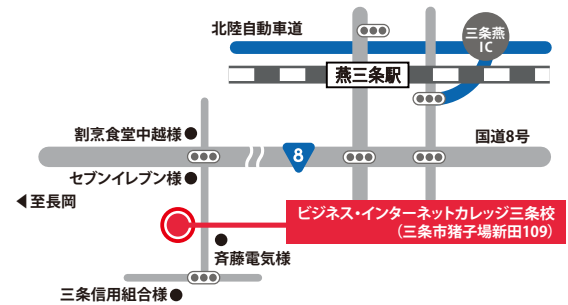 北陸自動車道
三条燕
IC
燕三条駅
割烹食堂中越様●
国道8号
8
セブンイレブン様●
◀至長岡
ビジネス・インターネットカレッジ三条校
（三条市猪子場新田109）
斉藤電気様
三条信用組合様●